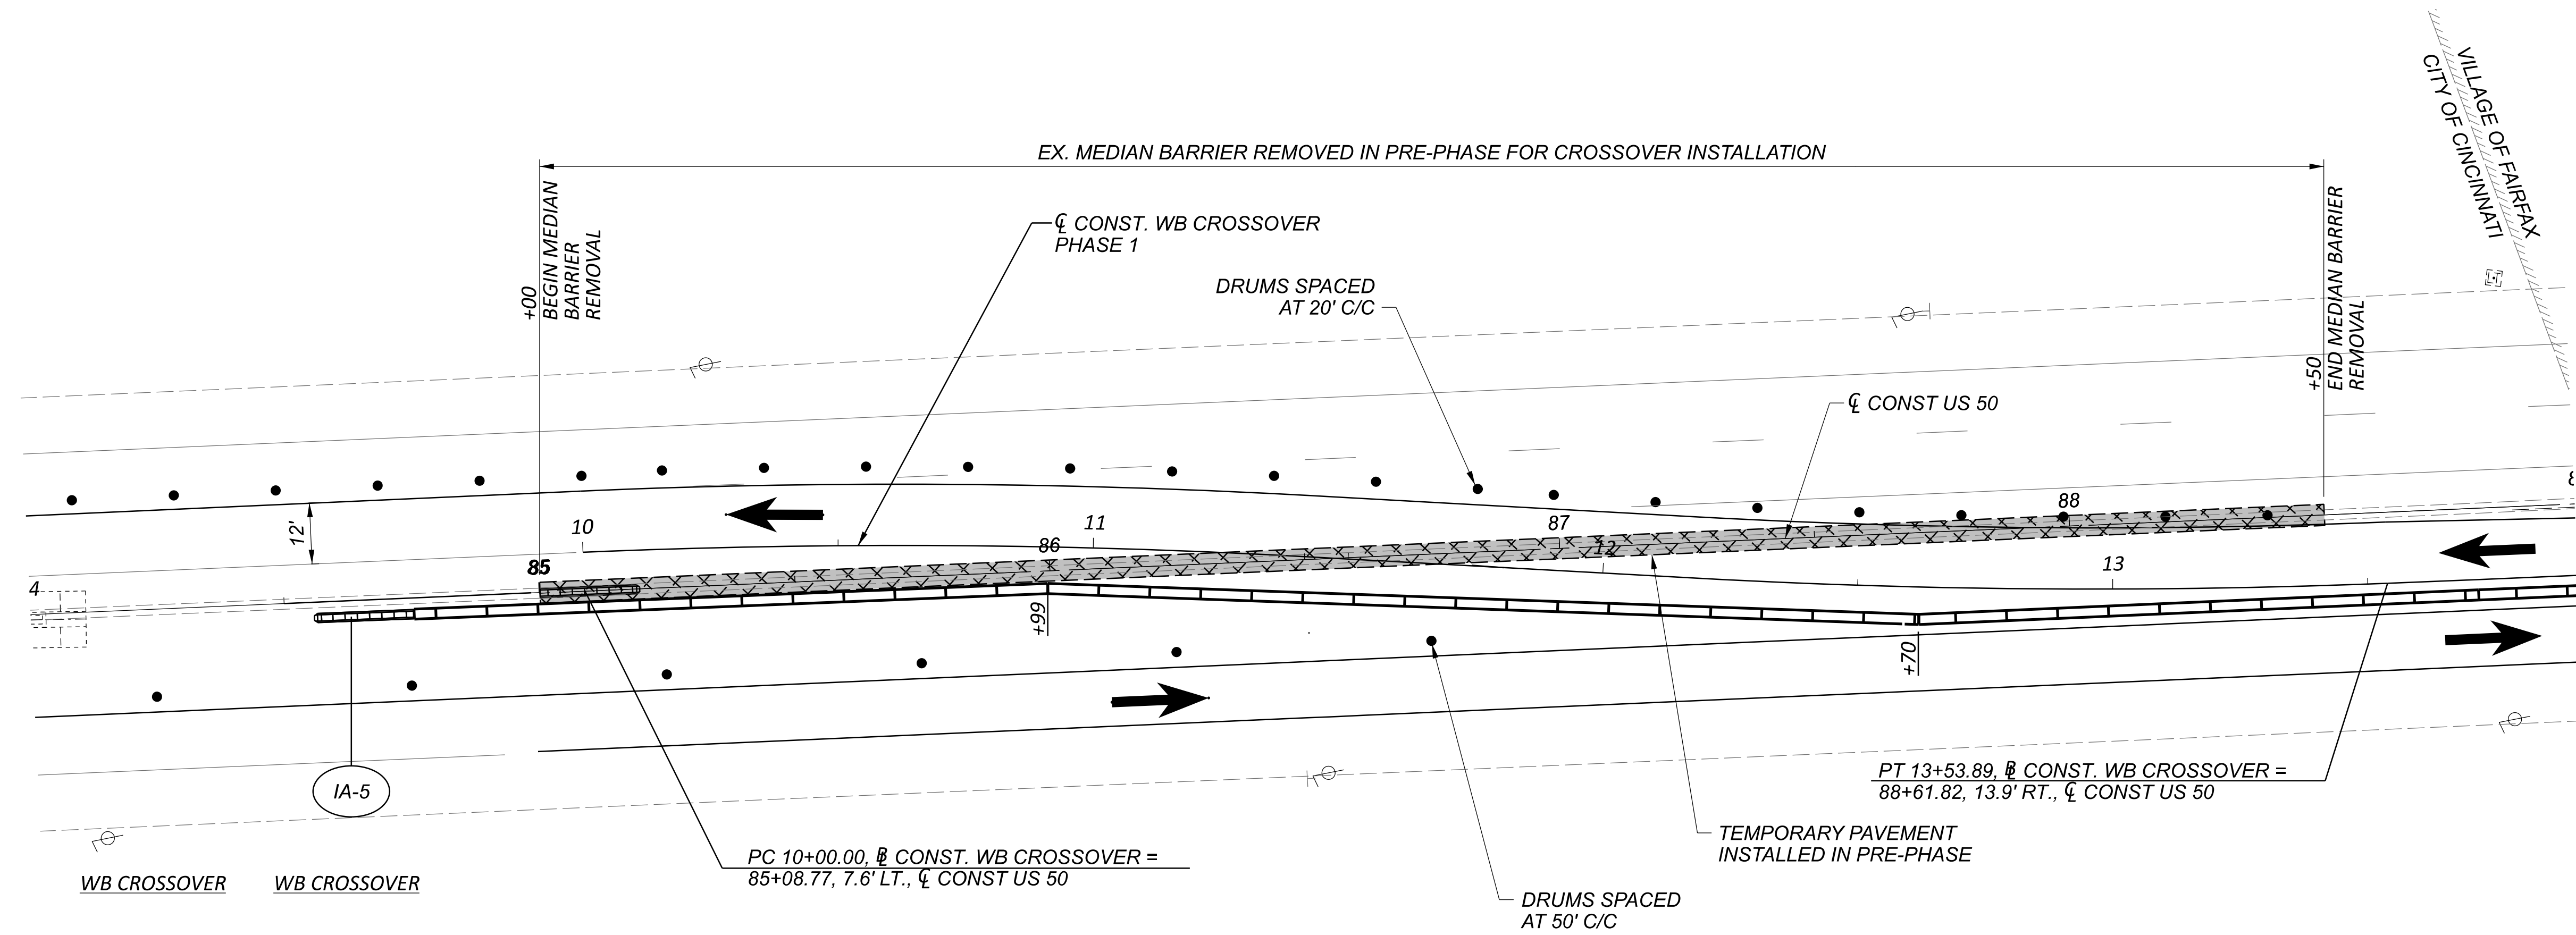 VILLAGE OF FAIRFAX
CITY OF CINCINNATI
EX. MEDIAN BARRIER REMOVED IN PRE-PHASE FOR CROSSOVER INSTALLATION
+00
BEGIN MEDIAN
BARRIER
REMOVAL
℄ CONST. WB CROSSOVER
PHASE 1
DRUMS SPACED
AT 20' C/C
+50
END MEDIAN BARRIER
REMOVAL
℄ CONST US 50
12'
10
11
87
88
85
86
12
13
4
+99
+70
IA-5
PC 10+00.00, BL CONST. WB CROSSOVER =
85+08.77, 7.6' LT., ℄ CONST US 50
PT 13+53.89, BL CONST. WB CROSSOVER =
88+61.82, 13.9' RT., ℄ CONST US 50
TEMPORARY PAVEMENT
INSTALLED IN PRE-PHASE
DRUMS SPACED
AT 50' C/C
WB CROSSOVER
WB CROSSOVER